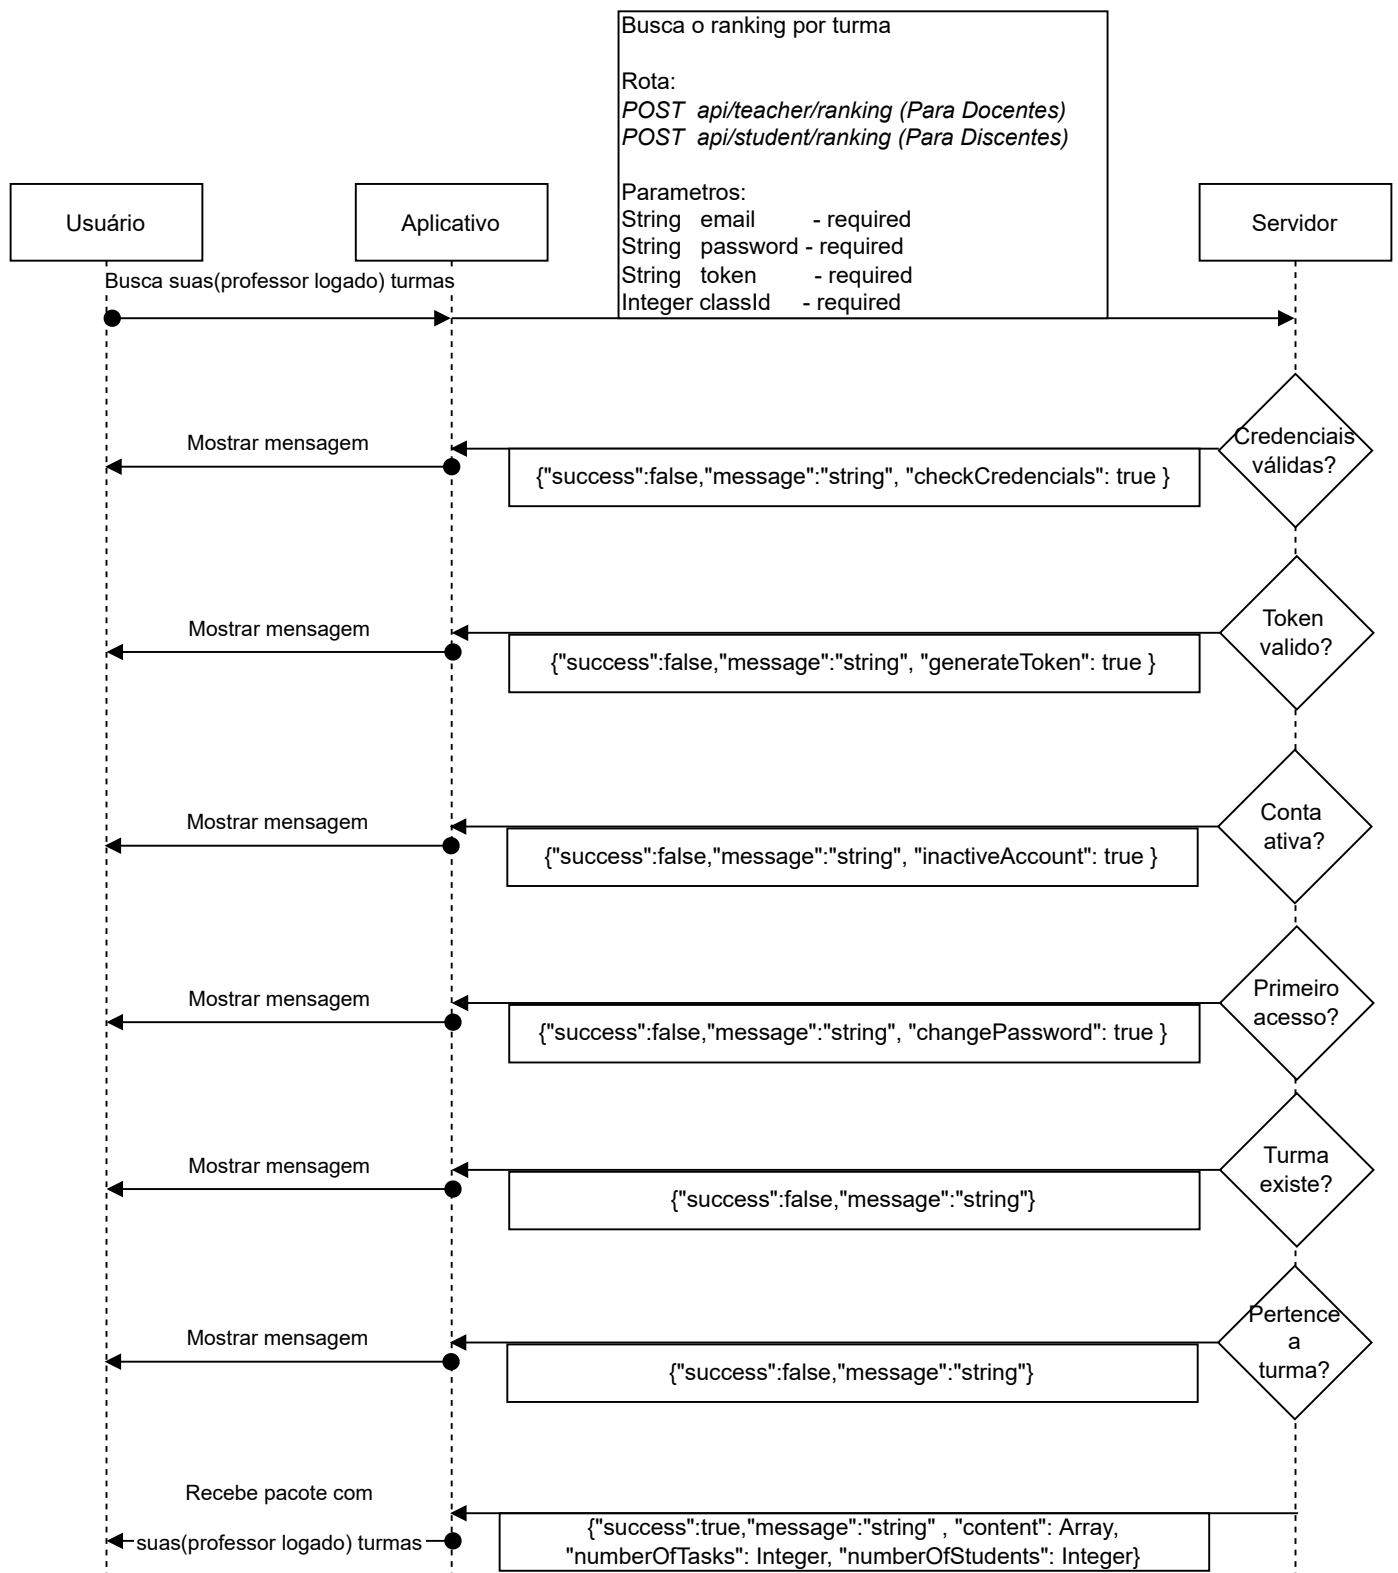 Busca o ranking por turma
Rota:
POST  api/teacher/ranking (Para Docentes)
POST  api/student/ranking (Para Discentes)
Parametros:
String   email         - required
String   password - required
String   token         - required
Integer classId     - required
Usuário
Aplicativo
Servidor
Busca suas(professor logado) turmas
Credenciais
válidas?
Mostrar mensagem
{"success":false,"message":"string", "checkCredencials": true }
Token
valido?
Mostrar mensagem
{"success":false,"message":"string", "generateToken": true }
Conta
ativa?
Mostrar mensagem
{"success":false,"message":"string", "inactiveAccount": true }
Primeiro
acesso?
Mostrar mensagem
{"success":false,"message":"string", "changePassword": true }
Turma
existe?
Mostrar mensagem
{"success":false,"message":"string"}
Pertence
a
turma?
Mostrar mensagem
{"success":false,"message":"string"}
Recebe pacote com
suas(professor logado) turmas
{"success":true,"message":"string" , "content": Array,
"numberOfTasks": Integer, "numberOfStudents": Integer}